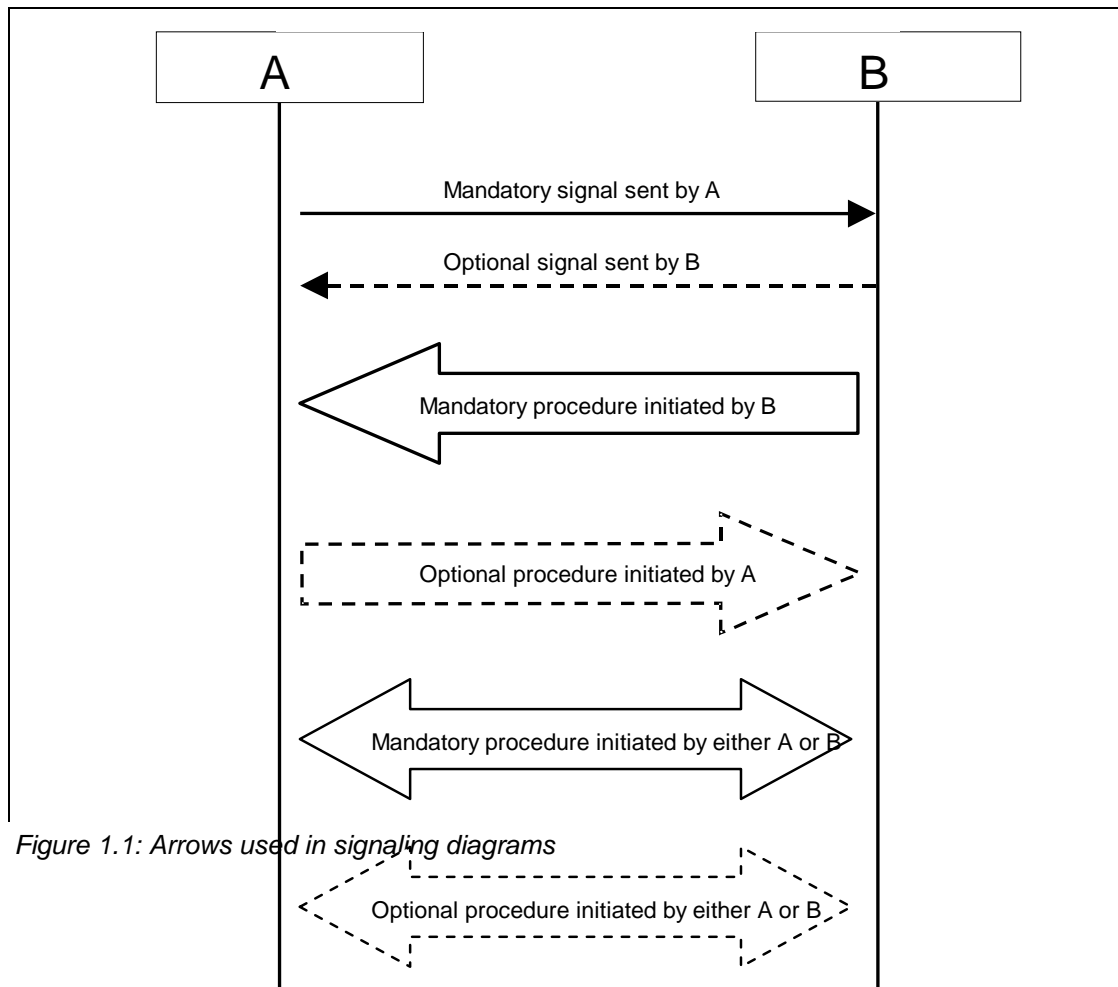 A
B
Mandatory signal sent by A
Optional signal sent by B
Mandatory procedure initiated by B
Optional procedure initiated by A
Mandatory procedure initiated by either A or B
Figure 1.1: Arrows used in signaling diagrams
Optional procedure initiated by either A or B